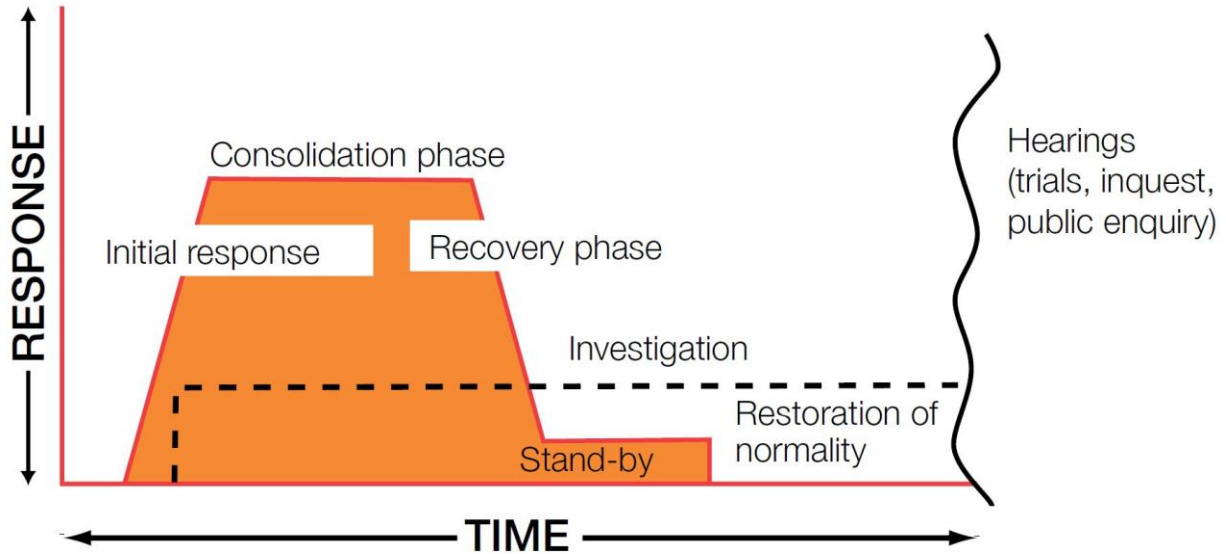 RESPONSE
Consolidation phase
Initial response
Recovery phase
Hearings
(trials, inquest,
public enquiry)
Investigation
Restoration of
normality
Stand-by
TIME